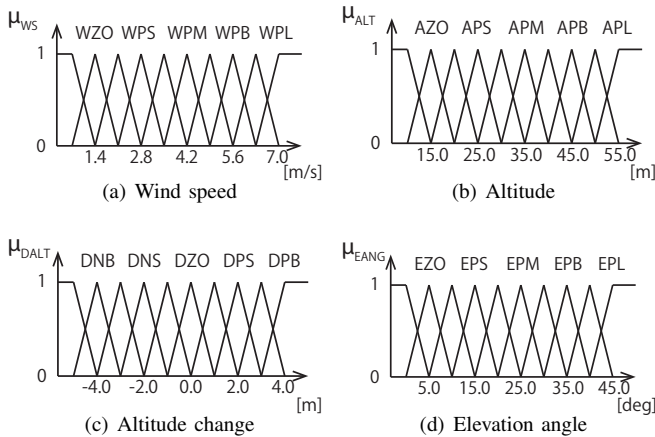 μWS
WZO WPS WPM WPB WPL
1
0
1.4 2.8 4.2 5.6 7.0
[m/s]
(a) Wind speed
μALT
AZO APS APM APB APL
1
0
15.0 25.0 35.0 45.0 55.0
[m]
(b) Altitude
μDALT
DNB DNS DZO DPS DPB
1
0
-4.0 -2.0 0.0 2.0 4.0
[m]
(c) Altitude change
μEANG
EZO EPS EPM EPB EPL
1
0
5.0 15.0 25.0 35.0 45.0
[deg]
(d) Elevation angle